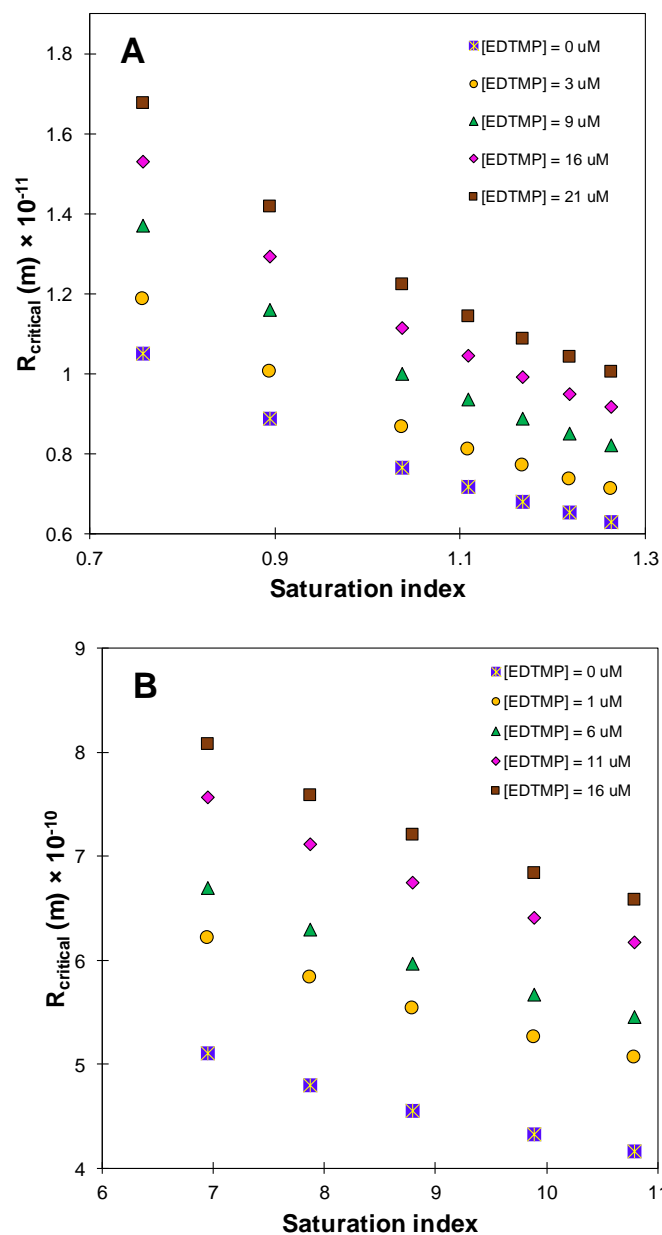 A
[EDTMP] = 0 uM
[EDTMP] = 3 uM
[EDTMP] = 9 uM
[EDTMP] = 16 uM
[EDTMP] = 21 uM
1.8
1.6
1.4
1.2
1
0.8
0.6
R_critical (m) × 10^-11
0.7
0.9
1.1
1.3
Saturation index
B
[EDTMP] = 0 uM
[EDTMP] = 1 uM
[EDTMP] = 6 uM
[EDTMP] = 11 uM
[EDTMP] = 16 uM
9
8
7
6
5
4
R_critical (m) × 10^-10
6
7
8
9
10
11
Saturation index